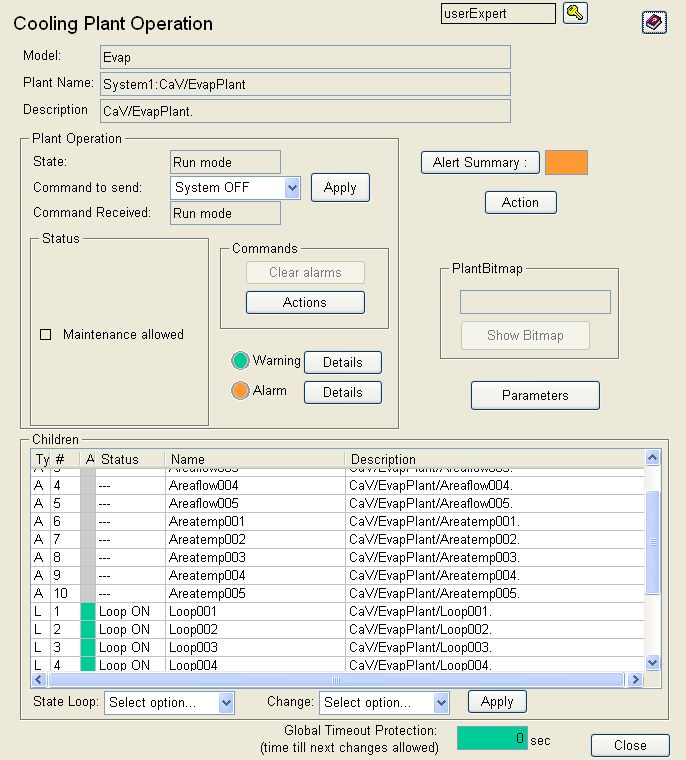 userExpert
Cooling Plant Operation
Model: Evap
Plant Name: System1:CaV/EvapPlant
Description CaV/EvapPlant.
Plant Operation
State: Run mode
Command to send: System OFF Apply
Command Received: Run mode
Alert Summary :
Action
Status
Maintenance allowed
Commands
Clear alarms
Actions
Warning Details
Alarm Details
PlantBitmap
Show Bitmap
Parameters
Children
Ty # A Status Name Description
A 4 --- Areaflow004 CaV/EvapPlant/Areaflow004.
A 5 --- Areaflow005 CaV/EvapPlant/Areaflow005.
A 6 --- Areatemp001 CaV/EvapPlant/Areatemp001.
A 7 --- Areatemp002 CaV/EvapPlant/Areatemp002.
A 8 --- Areatemp003 CaV/EvapPlant/Areatemp003.
A 9 --- Areatemp004 CaV/EvapPlant/Areatemp004.
A 10 --- Areatemp005 CaV/EvapPlant/Areatemp005.
L 1 Loop ON Loop001 CaV/EvapPlant/Loop001.
L 2 Loop ON Loop002 CaV/EvapPlant/Loop002.
L 3 Loop ON Loop003 CaV/EvapPlant/Loop003.
L 4 Loop ON Loop004 CaV/EvapPlant/Loop004.
State Loop: Select option... Change: Select option... Apply
Global Timeout Protection:
(time till next changes allowed) 0 sec
Close